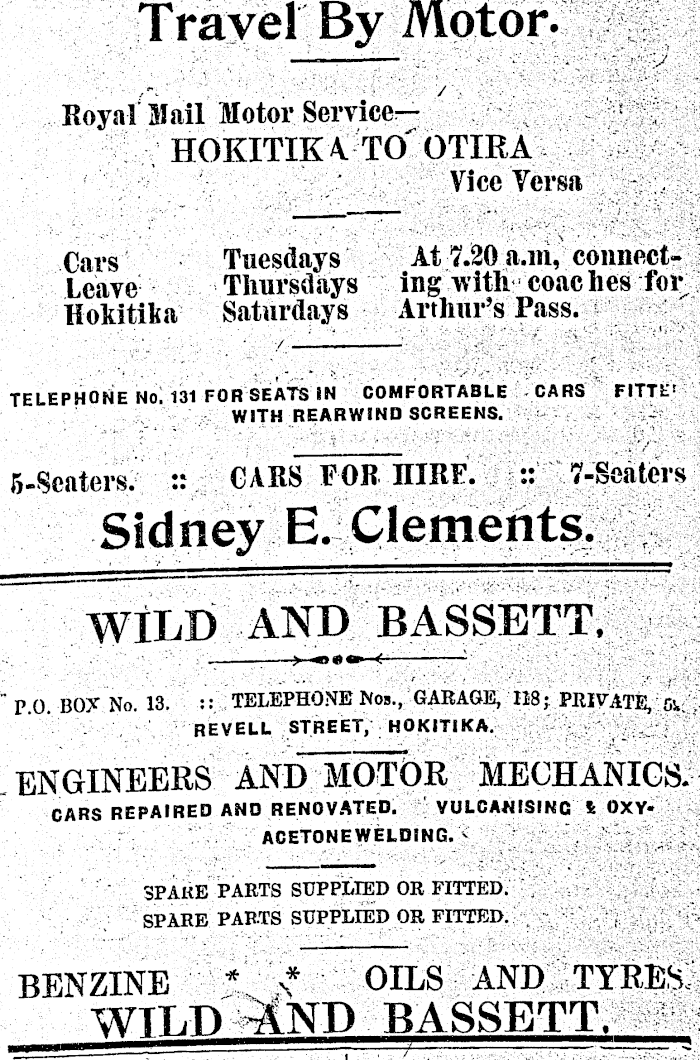 Travel By Motor.
Royal Mail Motor Service—
HOKITIKA TO OTIRA
Vice Versa
Cars Tuesdays At 7.20 a.m, connect-
Leave Thursdays ing with coaches for
Hokitika Saturdays Arthur's Pass.
TELEPHONE No. 131 FOR SEATS IN COMFORTABLE CARS FITTE
WITH REARWIND SCREENS.
5-Seaters. :: CARS FOR HIRE. :: 7-Seaters
Sidney E. Clements.
WILD AND BASSETT.
P.O. BOX No. 13. :: TELEPHONE Nos., GARAGE, 118; PRIVATE,
REVELL STREET, HOKITIKA.
ENGINEERS AND MOTOR MECHANICS.
CARS REPAIRED AND RENOVATED. VULCANISING & OXY-
ACETONEWELDING.
SPARE PARTS SUPPLIED OR FITTED.
SPARE PARTS SUPPLIED OR FITTED.
BENZINE * * OILS AND TYRES.
WILD AND BASSETT.